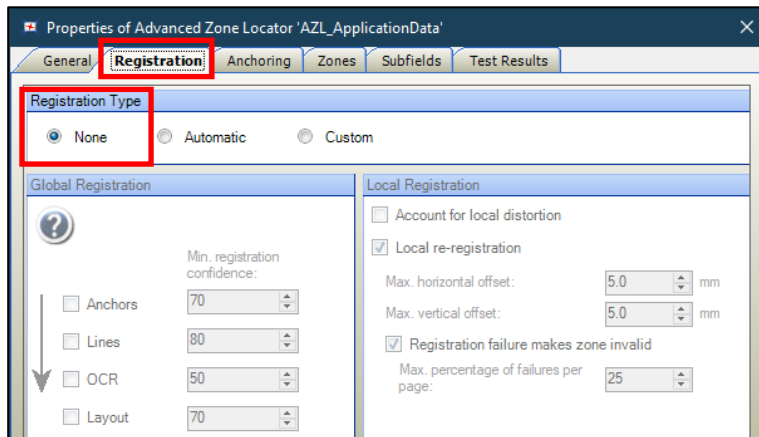 Properties of Advanced Zone Locator 'AZL_ApplicationData'
General Registration Anchoring Zones Subfields Test Results
Registration Type
None Automatic Custom
Global Registration
?
Min. registration
confidence:
Anchors 70
Lines 80
OCR 50
Layout 70
Local Registration
Account for local distortion
Local re-registration
Max. horizontal offset: 5.0 mm
Max. vertical offset: 5.0 mm
Registration failure makes zone invalid
Max. percentage of failures per
page: 25